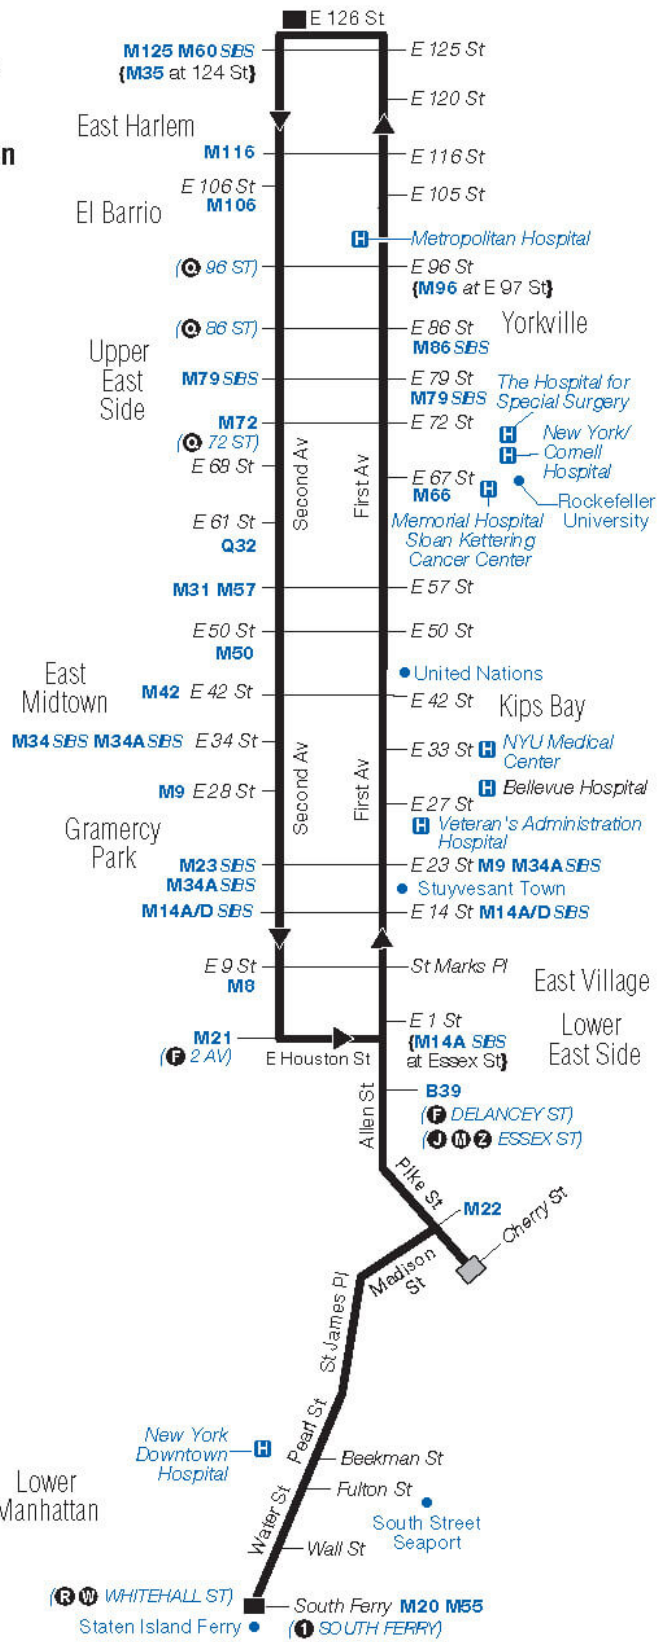 E 126 St
M125 M60 SBS
{M35 at 124 St}
E 125 St
E 120 St
East Harlem
n
M116
E 116 St
E 106 St
M106
E 105 St
El Barrio
H Metropolitan Hospital
(Q 96 ST)
E 96 St
{M96 at E 97 St}
(Q 86 ST)
E 86 St
M86 SBS
Yorkville
Upper
East
Side
M79 SBS
E 79 St
M79 SBS
The Hospital for
Special Surgery
H
M72
(Q 72 ST)
E 72 St
New York/
Cornell
Hospital
H
E 68 St
Second Av
First Av
E 67 St
M66
H
Memorial Hospital
Sloan Kettering
Cancer Center
Rockefeller
University
E 61 St
Q32
M31 M57
E 57 St
E 50 St
M50
E 50 St
United Nations
East
Midtown
M42 E 42 St
E 42 St
Kips Bay
M34 SBS M34A SBS E 34 St
E 33 St H NYU Medical
Center
Second Av
First Av
M9 E 28 St
H Bellevue Hospital
E 27 St
H Veteran's Administration
Hospital
Gramercy
Park
M23 SBS
M34A SBS
E 23 St M9 M34A SBS
Stuyvesant Town
M14A/D SBS
E 14 St M14A/D SBS
E 9 St
M8
St Marks Pl
East Village
E 1 St
{M14A SBS
at Essex St}
Lower
East Side
M21
(F 2 AV)
E Houston St
Allen St
B39
(F DELANCEY ST)
(J M Z ESSEX ST)
Pike St
M22
Cherry St
Madison
St
St James Pl
Pearl St
New York
Downtown
Hospital
H
Beekman St
Fulton St
Water St
South Street
Seaport
Lower
Manhattan
Wall St
(R W WHITEHALL ST)
South Ferry M20 M55
Staten Island Ferry
(1 SOUTH FERRY)